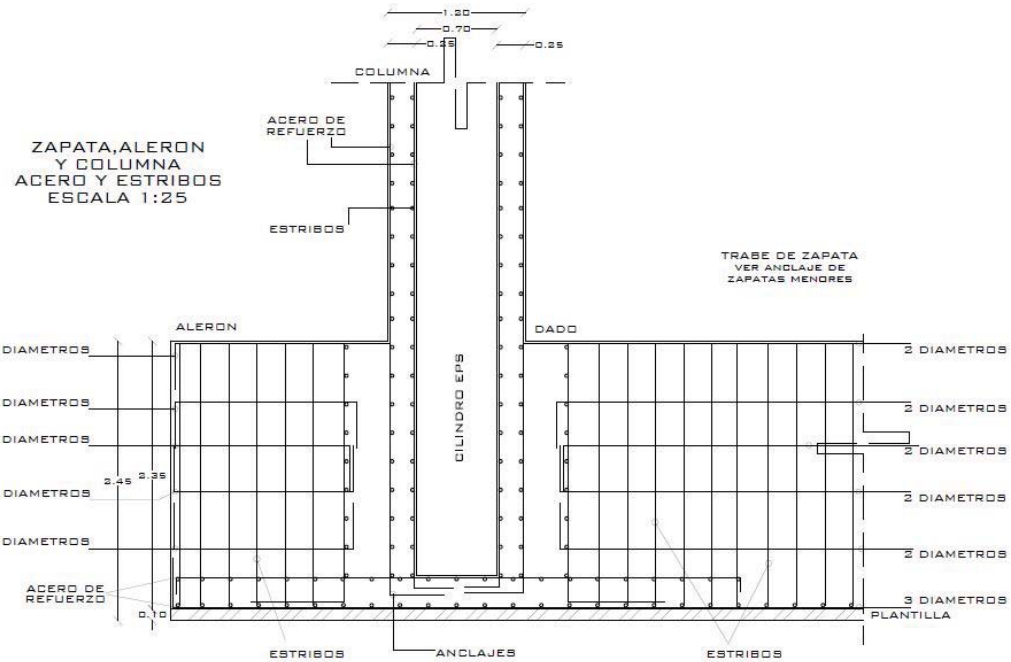 1.20
0.70
0.25
0.25
COLUMNA
ACERO DE
REFUERZO
ZAPATA,ALERON
Y COLUMNA
ACERO Y ESTRIBOS
ESCALA 1:25
ESTRIBOS
TRABE DE ZAPATA
VER ANCLAJE DE
ZAPATAS MENORES
ALERON
DADO
DIAMETROS
2 DIAMETROS
CILINDRO EPS
DIAMETROS
2 DIAMETROS
DIAMETROS
2 DIAMETROS
2.45
2.35
DIAMETROS
2 DIAMETROS
DIAMETROS
2 DIAMETROS
ACERO DE
REFUERZO
3 DIAMETROS
0.10
PLANTILLA
ESTRIBOS
ANCLAJES
ESTRIBOS